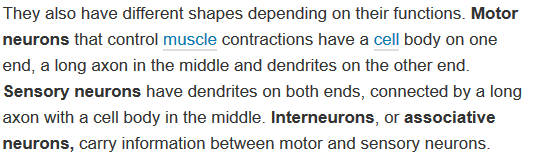 They also have different shapes depending on their functions. Motor
neurons that control muscle contractions have a cell body on one
end, a long axon in the middle and dendrites on the other end.
Sensory neurons have dendrites on both ends, connected by a long
axon with a cell body in the middle. Interneurons, or associative
neurons, carry information between motor and sensory neurons.